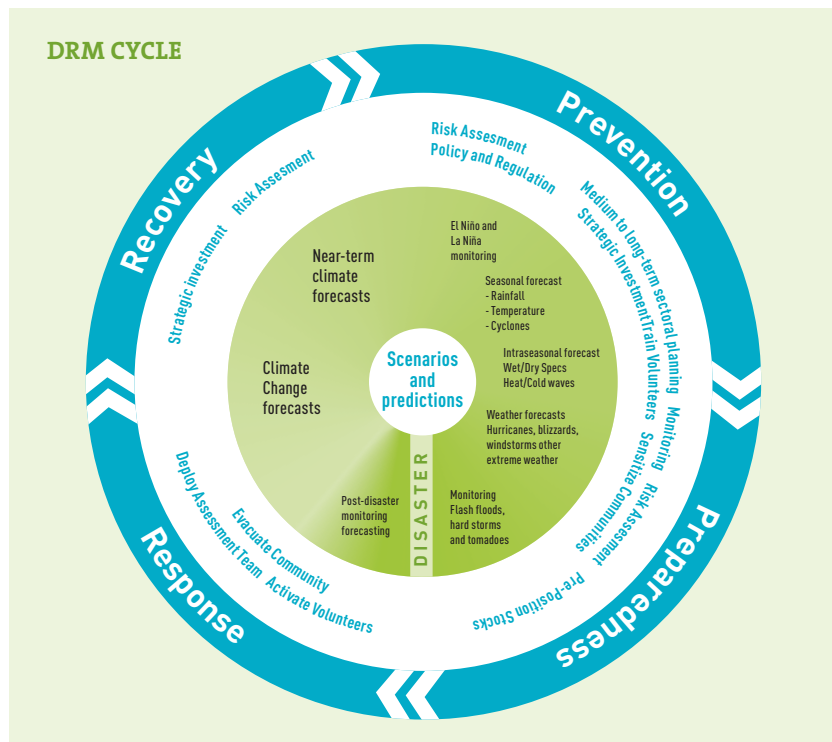 DRM CYCLE
Prevention
Preparedness
Response
Recovery
Risk Assesment
Policy and Regulation
Medium to long-term sectoral planning
Strategic Investment
Train Volunteers
Monitoring
Sensitize Communities
Risk Assesment
Pre-Position Stocks
Evacuate Community
Deploy Assessment Team
Activate Volunteers
Strategic investment
Risk Assesment
El Niño and
La Niña
monitoring
Seasonal forecast
- Rainfall
- Temperature
- Cyclones
Intraseasonal forecast
Wet/Dry Specs
Heat/Cold waves
Weather forecasts
Hurricanes, blizzards,
windstorms other
extreme weather
Monitoring
Flash floods,
hard storms
and tornadoes
DISASTER
Post-disaster
monitoring
forecasting
Climate
Change
forecasts
Near-term
climate
forecasts
Scenarios
and
predictions